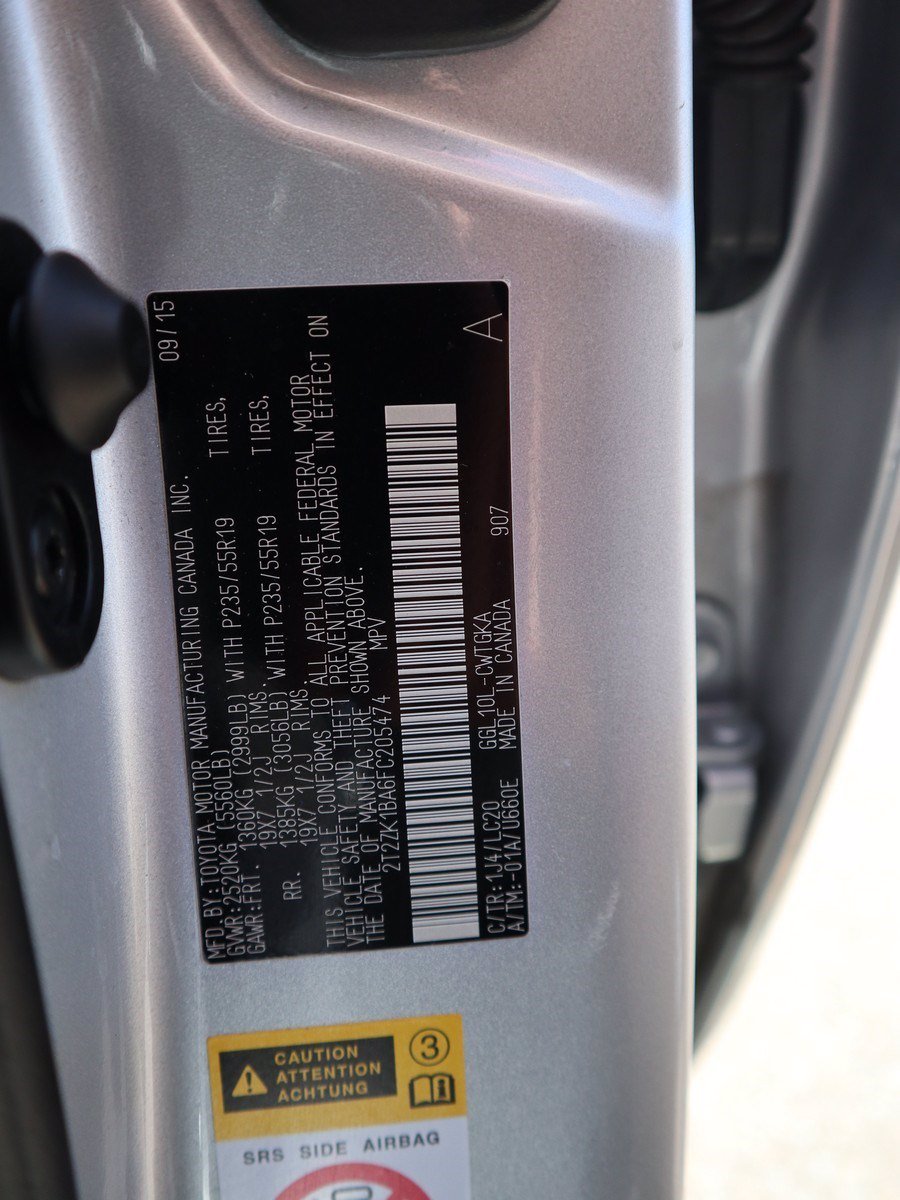 MFD.BY:TOYOTA MOTOR MANUFACTURING CANADA INC. 09/15
GVWR:2520KG (5560LB)
GAWR:FRT. 1360KG (2999LB) WITH P235/55R19 TIRES,
19X7 1/2J RIMS.
RR. 1385KG (3056LB) WITH P235/55R19 TIRES,
19X7 1/2J RIMS.
THIS VEHICLE CONFORMS TO ALL APPLICABLE FEDERAL MOTOR
VEHICLE SAFETY AND THEFT PREVENTION STANDARDS IN EFFECT ON
THE DATE OF MANUFACTURE SHOWN ABOVE.
2T2ZK1BA6FC205474 MPV
C/TR:1J4/LC20 GGL10L-CWTGKA A
A/TM:-01A/U660E MADE IN CANADA 907
CAUTION
ATTENTION
ACHTUNG
3
SRS SIDE AIRBAG